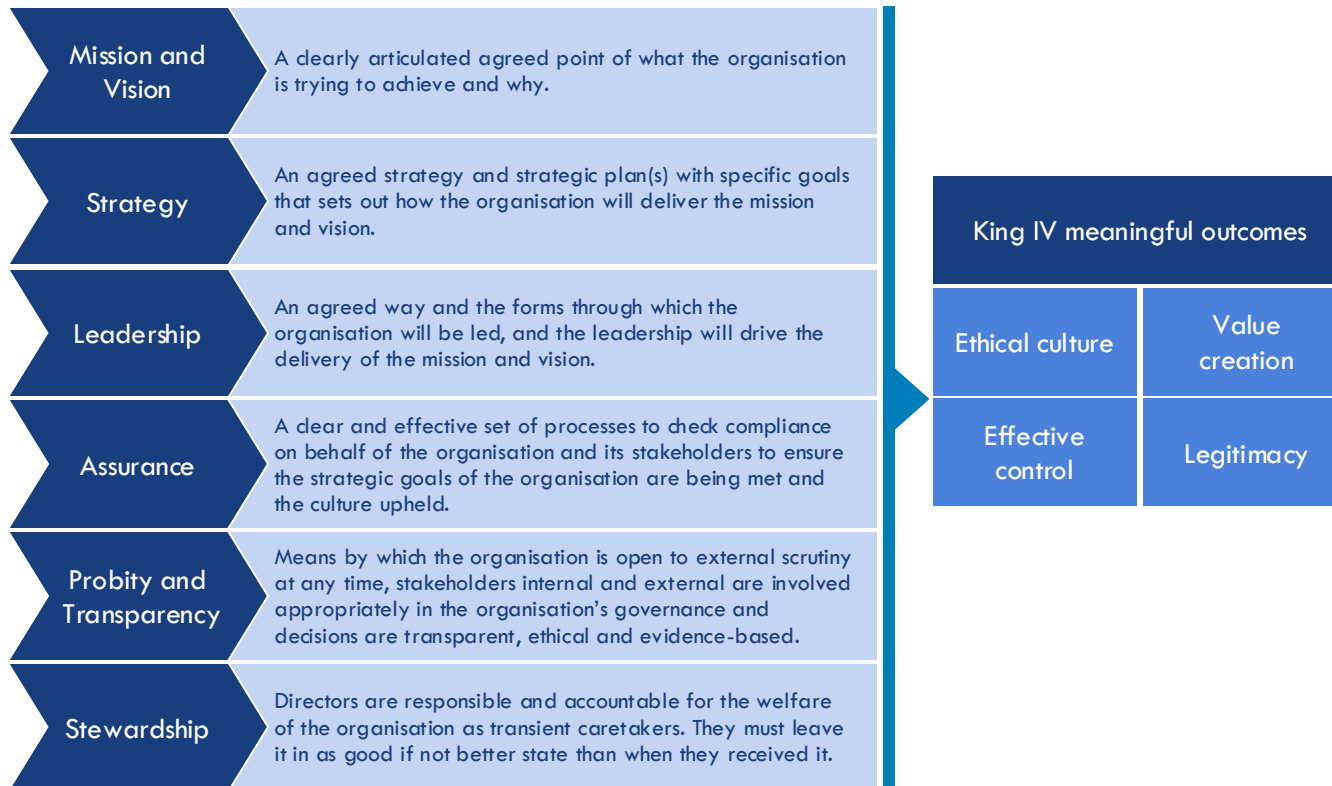 Mission and
Vision
A clearly articulated agreed point of what the organisation
is trying to achieve and why.
Strategy
An agreed strategy and strategic plan(s) with specific goals
that sets out how the organisation will deliver the mission
and vision.
Leadership
An agreed way and the forms through which the
organisation will be led, and the leadership will drive the
delivery of the mission and vision.
Assurance
A clear and effective set of processes to check compliance
on behalf of the organisation and its stakeholders to ensure
the strategic goals of the organisation are being met and
the culture upheld.
Probity and
Transparency
Means by which the organisation is open to external scrutiny
at any time, stakeholders internal and external are involved
appropriately in the organisation’s governance and
decisions are transparent, ethical and evidence-based.
Stewardship
Directors are responsible and accountable for the welfare
of the organisation as transient caretakers. They must leave
it in as good if not better state than when they received it.
King IV meaningful outcomes
Ethical culture
Value
creation
Effective
control
Legitimacy